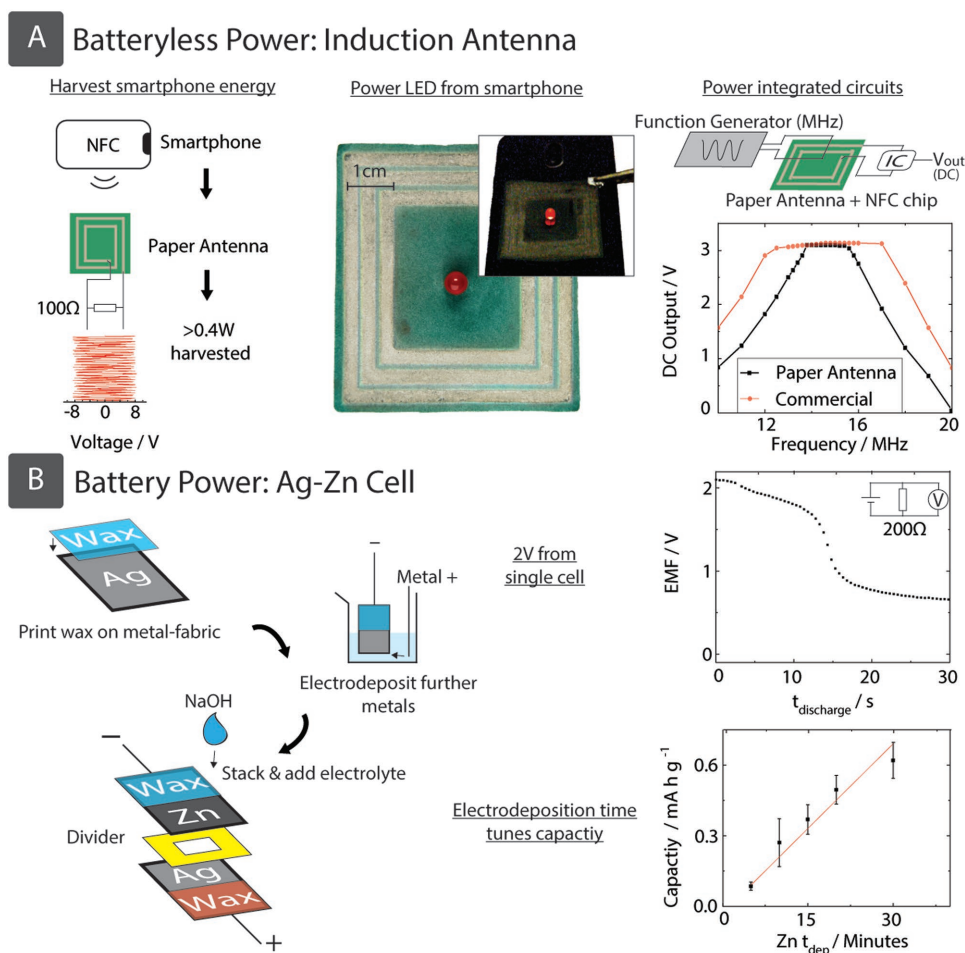 A Batteryless Power: Induction Antenna
Harvest smartphone energy
NFC
Smartphone
Paper Antenna
100Ω
>0.4W
harvested
-8 0 8
Voltage / V
Power LED from smartphone
1cm
Power integrated circuits
Function Generator (MHz)
IC
Vout
(DC)
Paper Antenna + NFC chip
DC Output / V
3
2
1
0
Paper Antenna
Commercial
12 16 20
Frequency / MHz
B Battery Power: Ag-Zn Cell
Wax
Ag
Print wax on metal-fabric
–
Metal +
Electrodeposit further
metals
NaOH
Stack & add electrolyte
–
Wax
Zn
Divider
Ag
Wax
+
2V from
single cell
EMF / V
2
1
0
V
200Ω
0 10 20 30
t discharge / s
Electrodeposition time
tunes capactiy
Capactiy / mA h g⁻¹
0.6
0.3
0.0
0 15 30
Zn t dep / Minutes